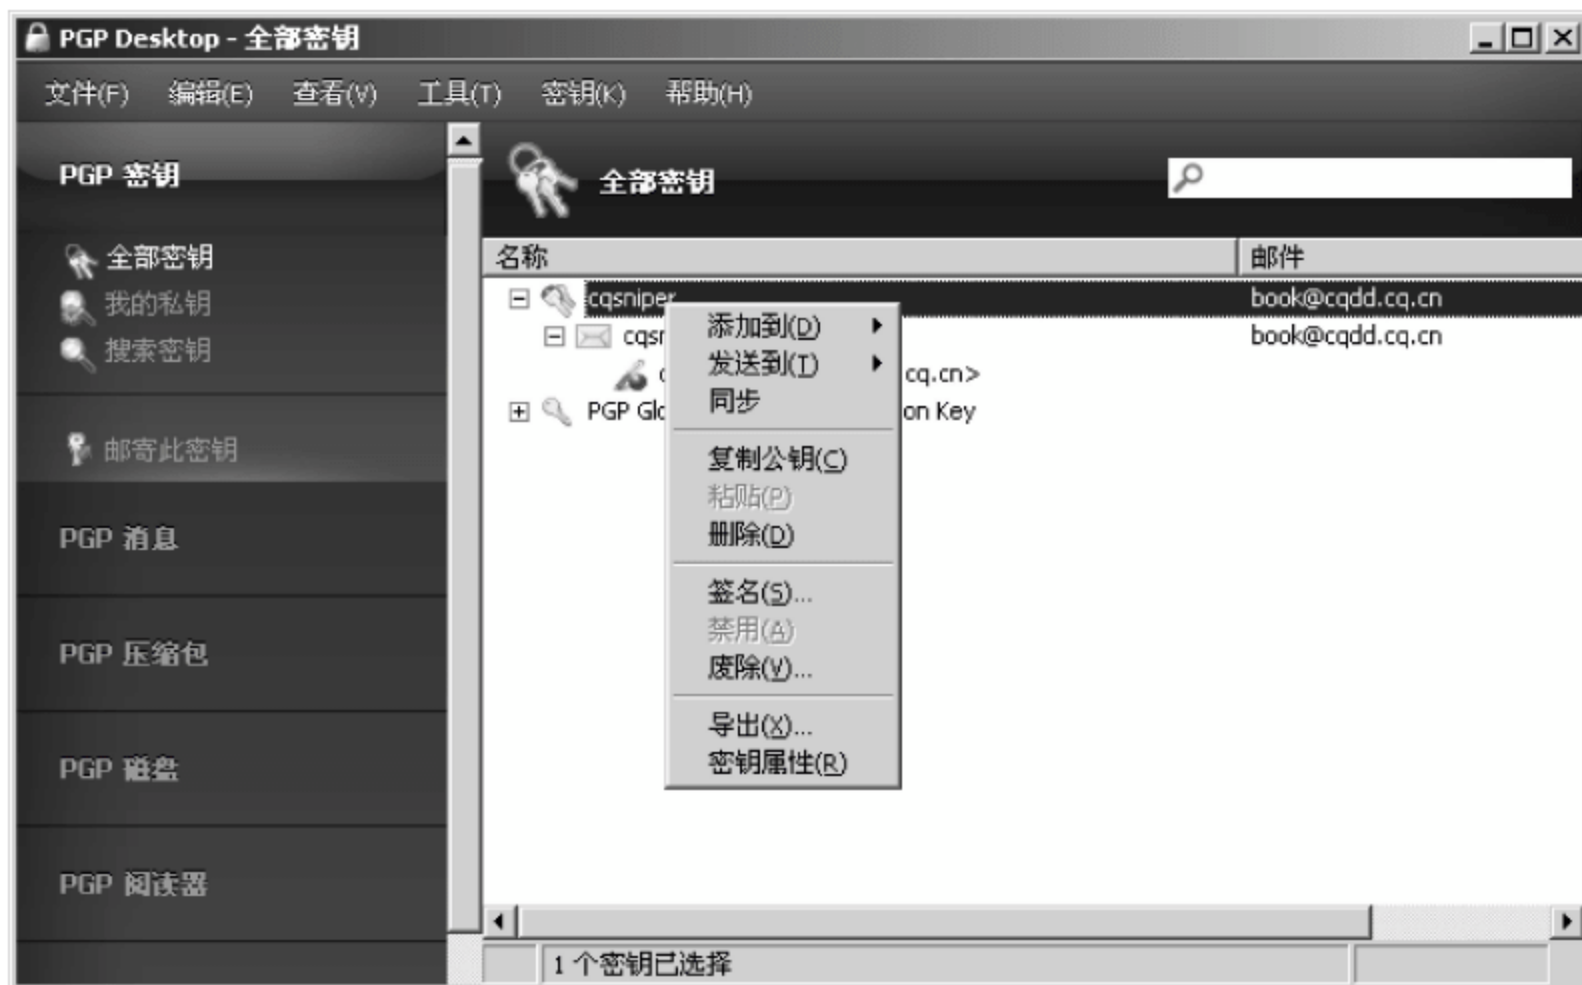 PGP Desktop - 全部密钥
文件(F) 编辑(E) 查看(V) 工具(T) 密钥(K) 帮助(H)
PGP 密钥
全部密钥
我的私钥
搜索密钥
邮寄此密钥
PGP 消息
PGP 压缩包
PGP 磁盘
PGP 阅读器
全部密钥
名称 邮件
cqsniper book@cqdd.cq.cn
book@cqdd.cq.cn
cq.cn>
PGP on Key
添加到(D)
发送到(T)
同步
复制公钥(C)
粘贴(P)
删除(D)
签名(S)...
禁用(A)
废除(V)...
导出(X)...
密钥属性(R)
1 个密钥已选择